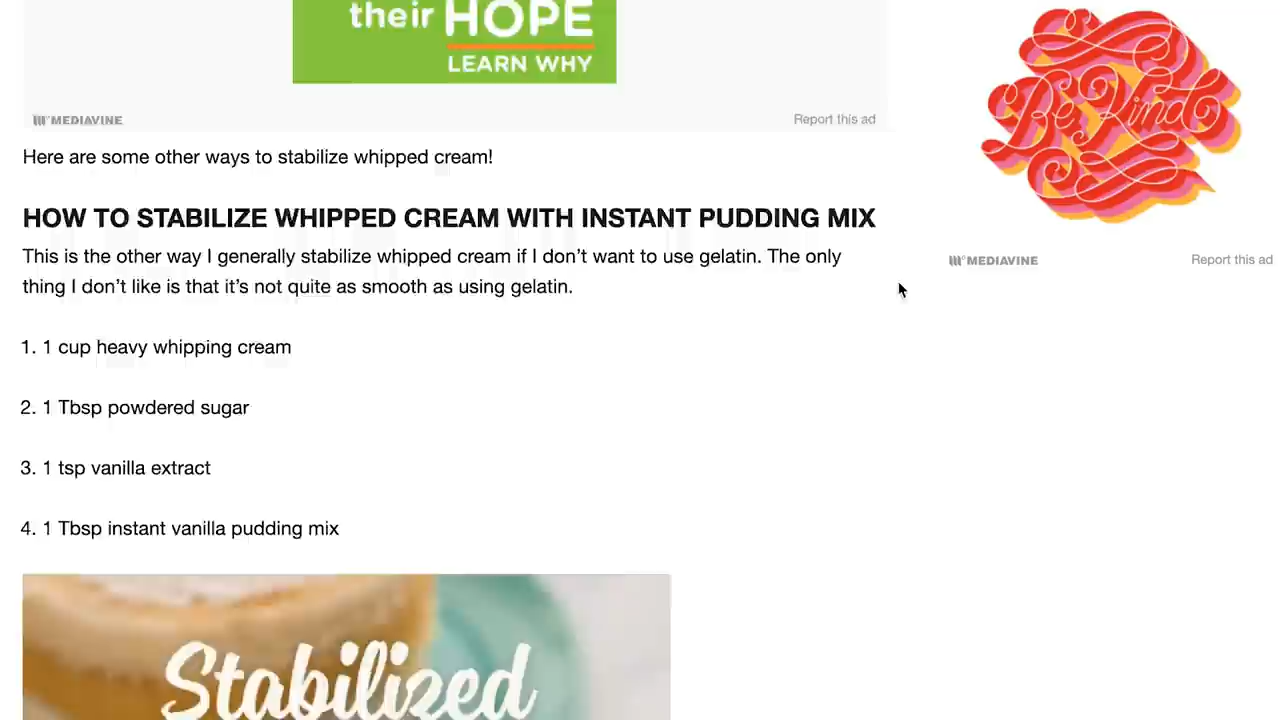 their HOPE
LEARN WHY
MEDIAVINE
Report this ad
Be Kind
MEDIAVINE
Report this ad
Here are some other ways to stabilize whipped cream!
HOW TO STABILIZE WHIPPED CREAM WITH INSTANT PUDDING MIX
This is the other way I generally stabilize whipped cream if I don’t want to use gelatin. The only
thing I don’t like is that it’s not quite as smooth as using gelatin.
1. 1 cup heavy whipping cream
2. 1 Tbsp powdered sugar
3. 1 tsp vanilla extract
4. 1 Tbsp instant vanilla pudding mix
Stabilized